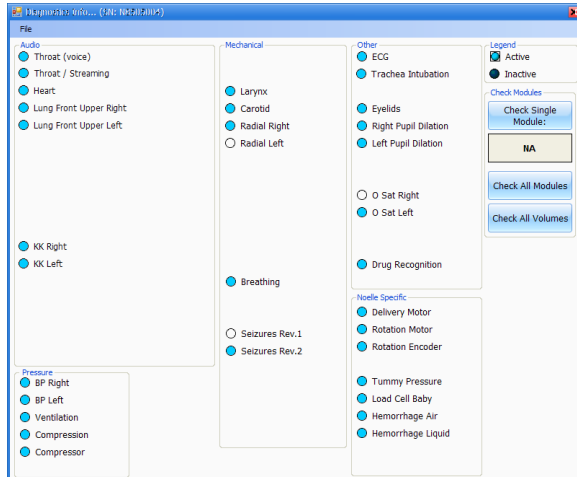 Diagnostics Info...
File
Audio
Throat (voice)
Throat / Streaming
Heart
Lung Front Upper Right
Lung Front Upper Left
KK Right
KK Left
Pressure
BP Right
BP Left
Ventilation
Compression
Compressor
Mechanical
Larynx
Carotid
Radial Right
Radial Left
Breathing
Seizures Rev.1
Seizures Rev.2
Other
ECG
Trachea Intubation
Eyelids
Right Pupil Dilation
Left Pupil Dilation
O Sat Right
O Sat Left
Drug Recognition
Noelle Specific
Delivery Motor
Rotation Motor
Rotation Encoder
Tummy Pressure
Load Cell Baby
Hemorrhage Air
Hemorrhage Liquid
Legend
Active
Inactive
Check Modules
Check Single
Module:
NA
Check All Modules
Check All Volumes